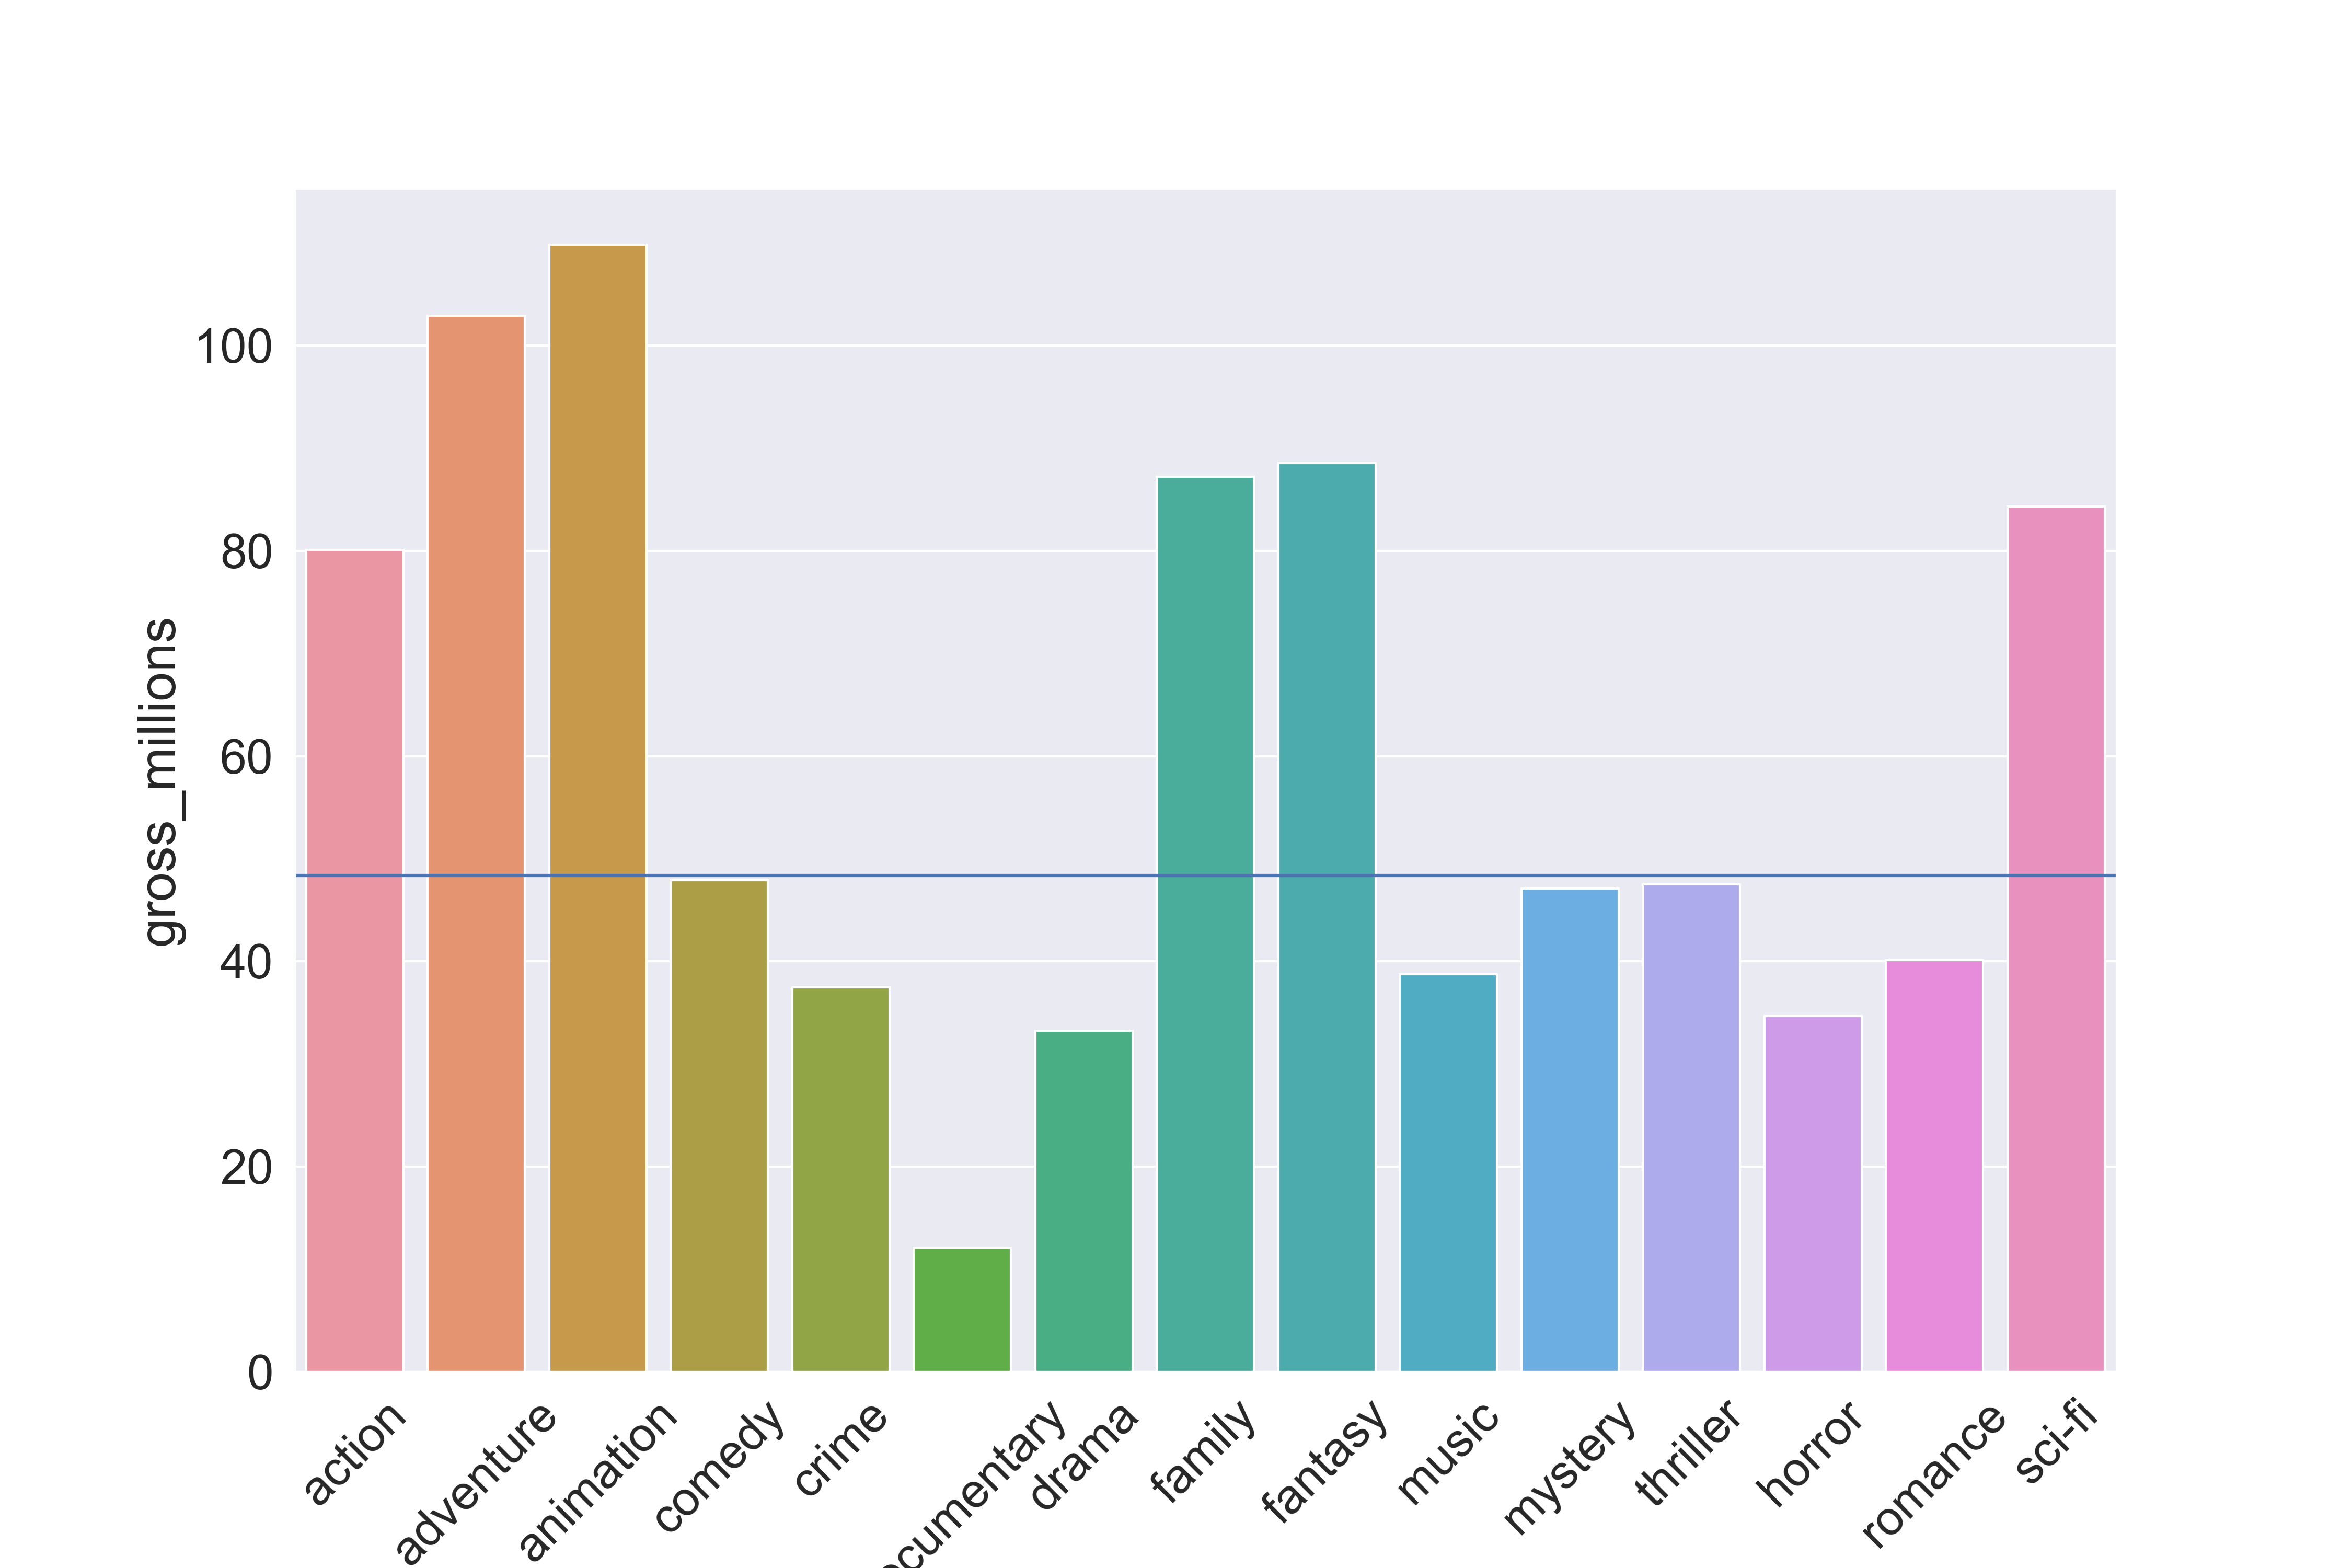 gross_millions
100
80
60
40
20
0
action
adventure
animation
comedy
crime
cumentary
drama
family
fantasy
music
mystery
thriller
horror
romance
sci-fi